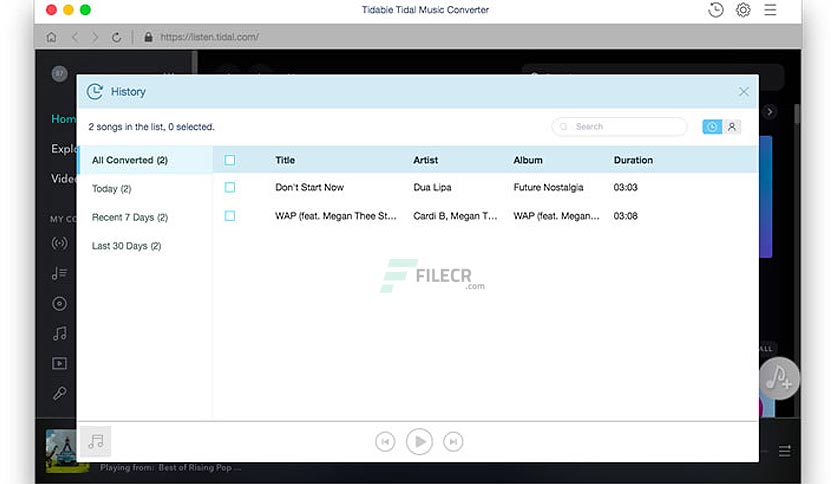 Tidabie Tidal Music Converter
https://listen.tidal.com/
History
2 songs in the list, 0 selected.
Search
All Converted (2)
Today (2)
Recent 7 Days (2)
Last 30 Days (2)
Title Artist Album Duration
Don't Start Now Dua Lipa Future Nostalgia 03:03
WAP (feat. Megan Thee St... Cardi B, Megan T... WAP (feat. Megan... 03:08
FILECR
.com
Hom
Explo
Vide
MY CO
ALL
Playing from: Best of Rising Pop ...